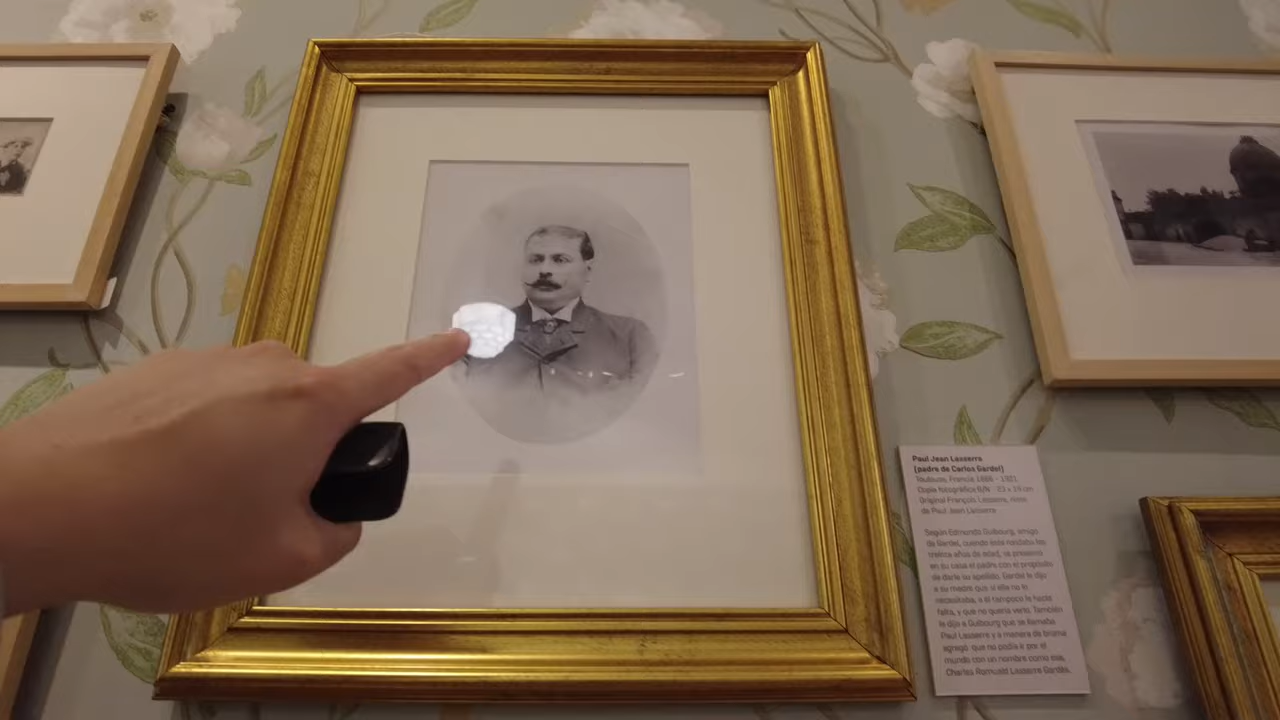 Paul Jean Lasserre
[padre de Carlos Gardel]
Toulouse, Francia 1866 - 1921
Copia fotográfica B/N - 23 x 19 cm
Original François Lasserre, nieto
de Paul Jean Lasserre
Según Edmundo Guibourg, amigo
de Gardel, cuando éste rondaba los
treinta años de edad, se presentó
en su casa el padre con el propósito
de darle su apellido. Gardel le dijo
a su madre que si ella no lo
necesitaba, a él tampoco le hacía
falta, y que no quería verlo. También
le dijo a Guibourg que se llamaba
Paul Lasserre y a manera de broma
agregó que no podía ir por el
mundo con un nombre como ese,
Charles Romuald Lasserre Gardés.